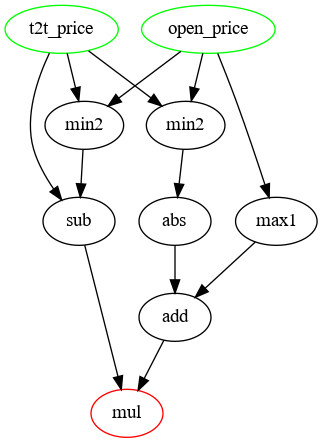 t2t_price
open_price
min2
min2
sub
abs
max1
add
mul